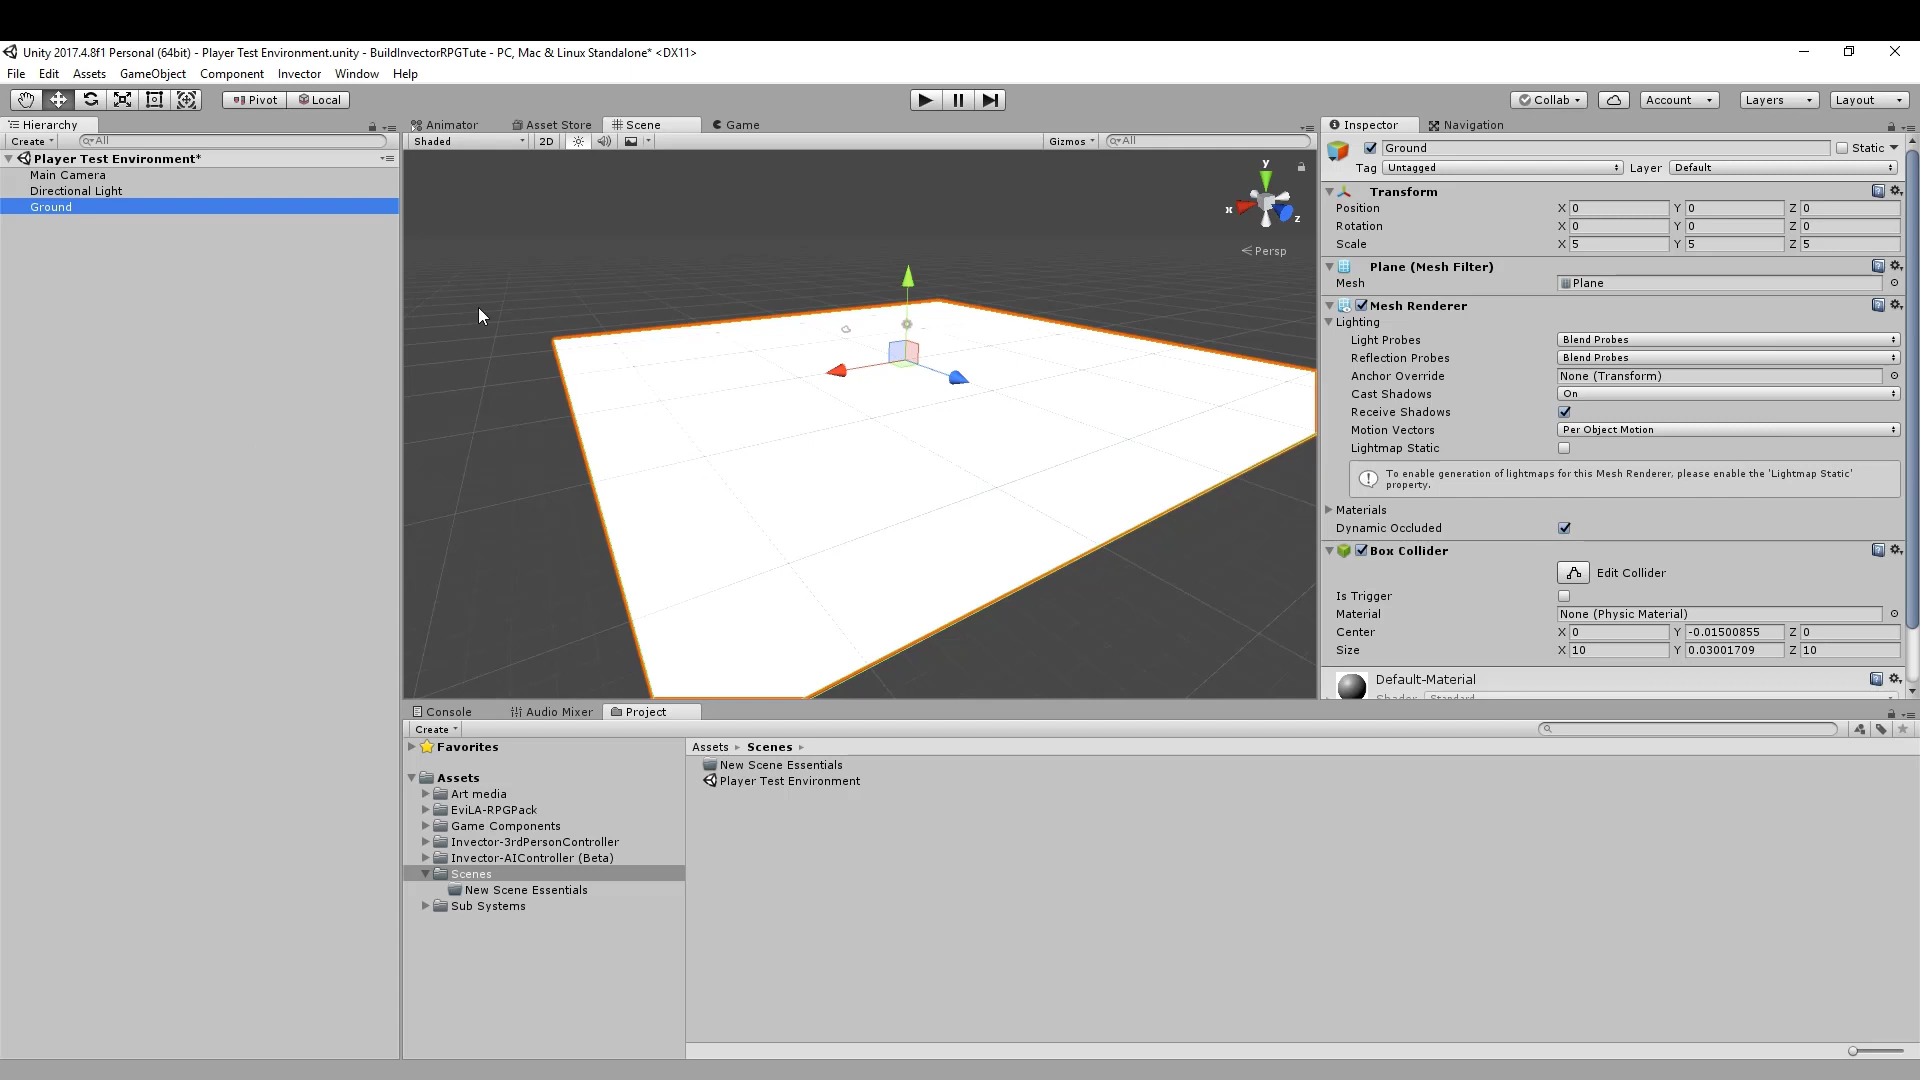 Unity 2017.4.8f1 Personal (64bit) - Player Test Environment.unity - BuildInvectorRPGTute - PC, Mac & Linux Standalone* <DX11>
File Edit Assets GameObject Component Invector Window Help
Pivot Local Collab Account Layers Layout
Hierarchy
Create All
Player Test Environment*
Main Camera
Directional Light
Ground
Animator Asset Store Scene Game
Shaded 2D Gizmos All
y
x
z
Persp
Inspector Navigation
Ground Static
Tag Untagged Layer Default
Transform
Position X 0 Y 0 Z 0
Rotation X 0 Y 0 Z 0
Scale X 5 Y 5 Z 5
Plane (Mesh Filter)
Mesh Plane
Mesh Renderer
Lighting
Light Probes Blend Probes
Reflection Probes Blend Probes
Anchor Override None (Transform)
Cast Shadows On
Receive Shadows
Motion Vectors Per Object Motion
Lightmap Static
To enable generation of lightmaps for this Mesh Renderer, please enable the 'Lightmap Static'
property.
Materials
Dynamic Occluded
Box Collider
Edit Collider
Is Trigger
Material None (Physic Material)
Center X 0 Y -0.01500855 Z 0
Size X 10 Y 0.03001709 Z 10
Default-Material
Shader Standard
Console Audio Mixer Project
Create
Favorites
Assets
Art media
EviLA-RPGPack
Game Components
Invector-3rdPersonController
Invector-AIController (Beta)
Scenes
New Scene Essentials
Sub Systems
Assets Scenes
New Scene Essentials
Player Test Environment